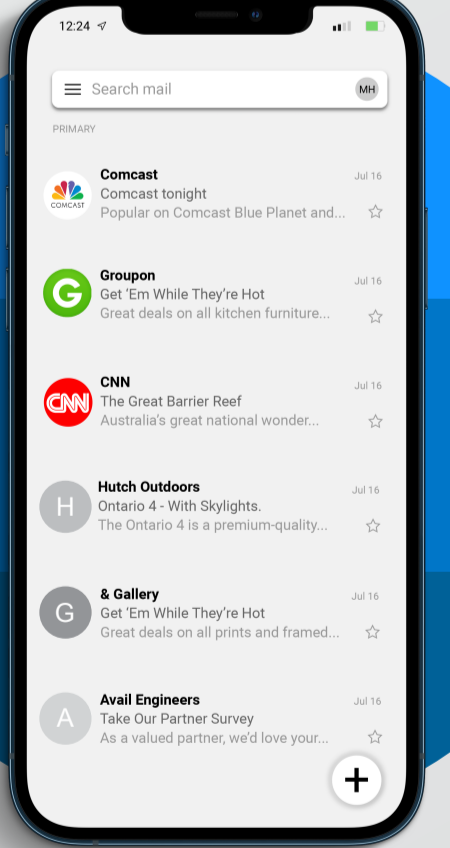 12:24
Search mail
MH
PRIMARY
Comcast
Jul 16
COMCAST
Comcast tonight
Popular on Comcast Blue Planet and...
Groupon
Jul 16
G
Get ‘Em While They’re Hot
Great deals on all kitchen furniture...
CNN
Jul 16
CNN
The Great Barrier Reef
Australia’s great national wonder...
Hutch Outdoors
Jul 16
H
Ontario 4 - With Skylights.
The Ontario 4 is a premium-quality...
& Gallery
Jul 16
G
Get ‘Em While They’re Hot
Great deals on all prints and framed...
Avail Engineers
Jul 16
A
Take Our Partner Survey
As a valued partner, we’d love your...